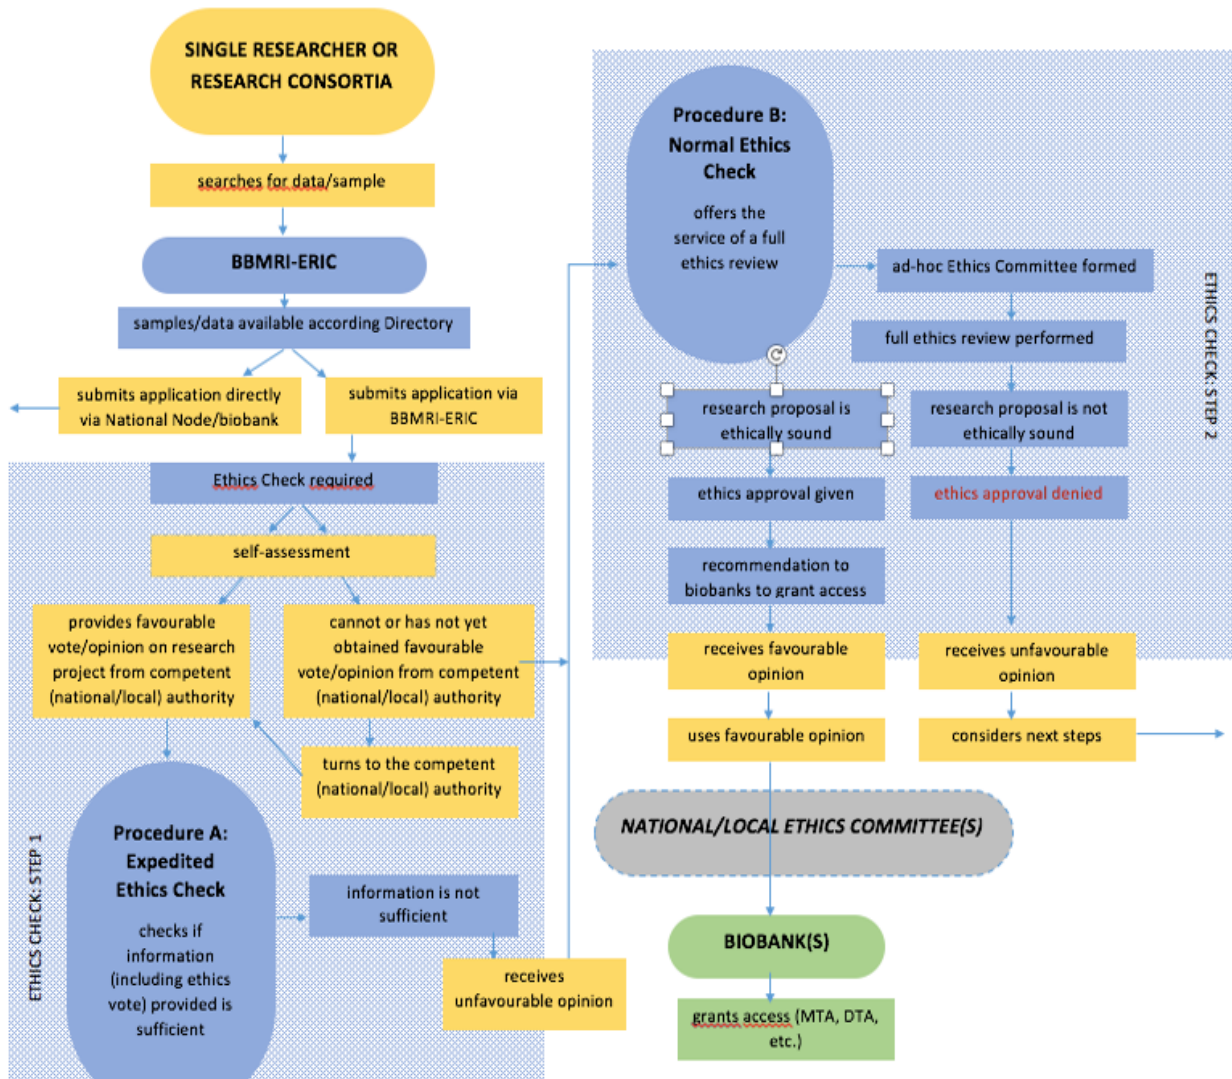 SINGLE RESEARCHER OR
RESEARCH CONSORTIA
searches for data/sample
BBMRI-ERIC
samples/data available according Directory
submits application directly
via National Node/biobank
submits application via
BBMRI-ERIC
Ethics Check required
self-assessment
provides favourable
vote/opinion on research
project from competent
(national/local) authority
cannot or has not yet
obtained favourable
vote/opinion from competent
(national/local) authority
turns to the competent
(national/local) authority
ETHICS CHECK: STEP 1
Procedure A:
Expedited
Ethics Check
checks if
information
(including ethics
vote) provided is
sufficient
information is not
sufficient
receives
unfavourable opinion
Procedure B:
Normal Ethics
Check
offers the
service of a full
ethics review
ad-hoc Ethics Committee formed
full ethics review performed
ETHICS CHECK: STEP 2
research proposal is
ethically sound
research proposal is not
ethically sound
ethics approval given
ethics approval denied
recommendation to
biobanks to grant access
receives favourable
opinion
receives unfavourable
opinion
uses favourable opinion
considers next steps
NATIONAL/LOCAL ETHICS COMMITTEE(S)
BIOBANK(S)
grants access (MTA, DTA,
etc.)